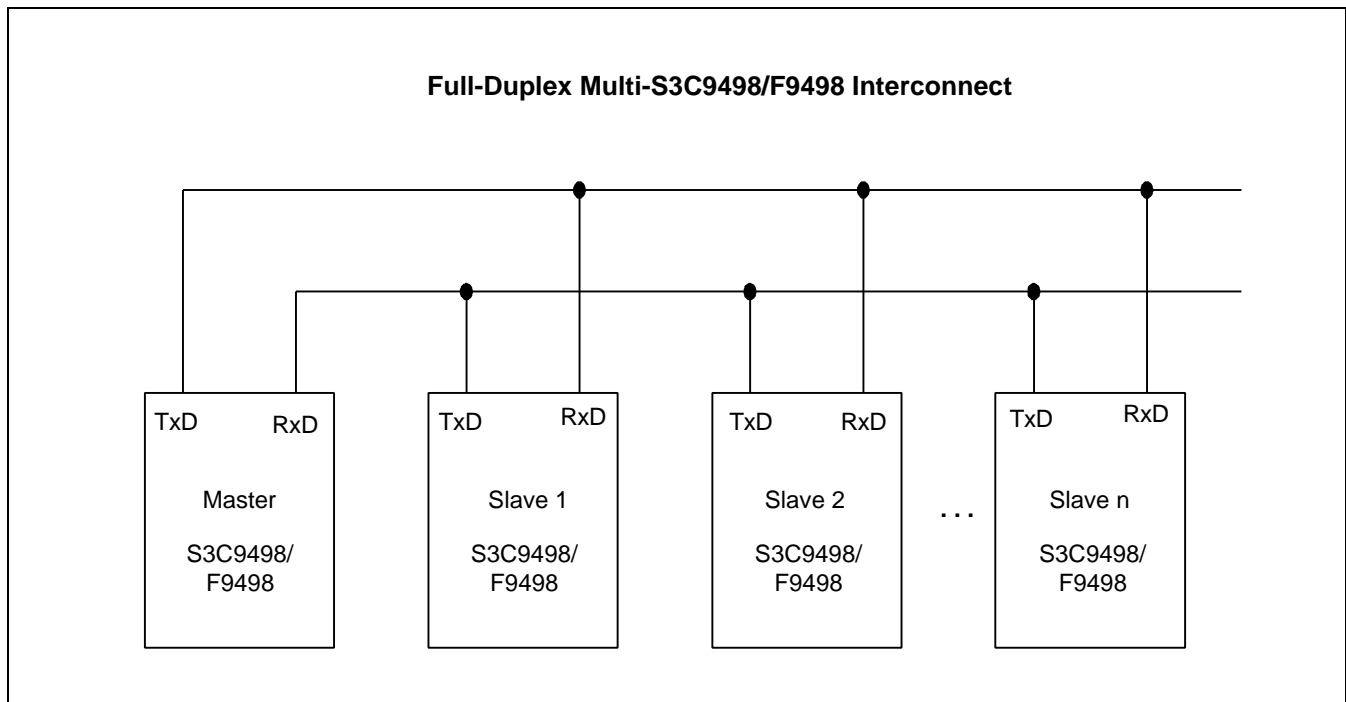 Full-Duplex Multi-S3C9498/F9498 Interconnect
TxD RxD
Master
S3C9498/
F9498
TxD RxD
Slave 1
S3C9498/
F9498
TxD RxD
Slave 2
S3C9498/
F9498
. . .
TxD RxD
Slave n
S3C9498/
F9498